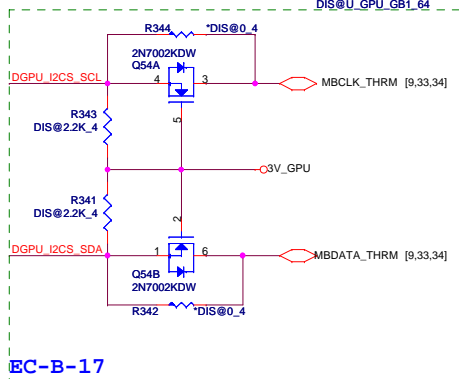 DIS@U_GPU_GB1_64
R344 *DIS@0_4
2N7002KDW
Q54A
DGPU_I2CS_SCL 4 3 MBCLK_THRM [9,33,34]
R343
DIS@2.2K_4
5
3V_GPU
R341
DIS@2.2K_4
2
DGPU_I2CS_SDA 1 6 MBDATA_THRM [9,33,34]
Q54B
2N7002KDW
R342 *DIS@0_4
EC-B-17